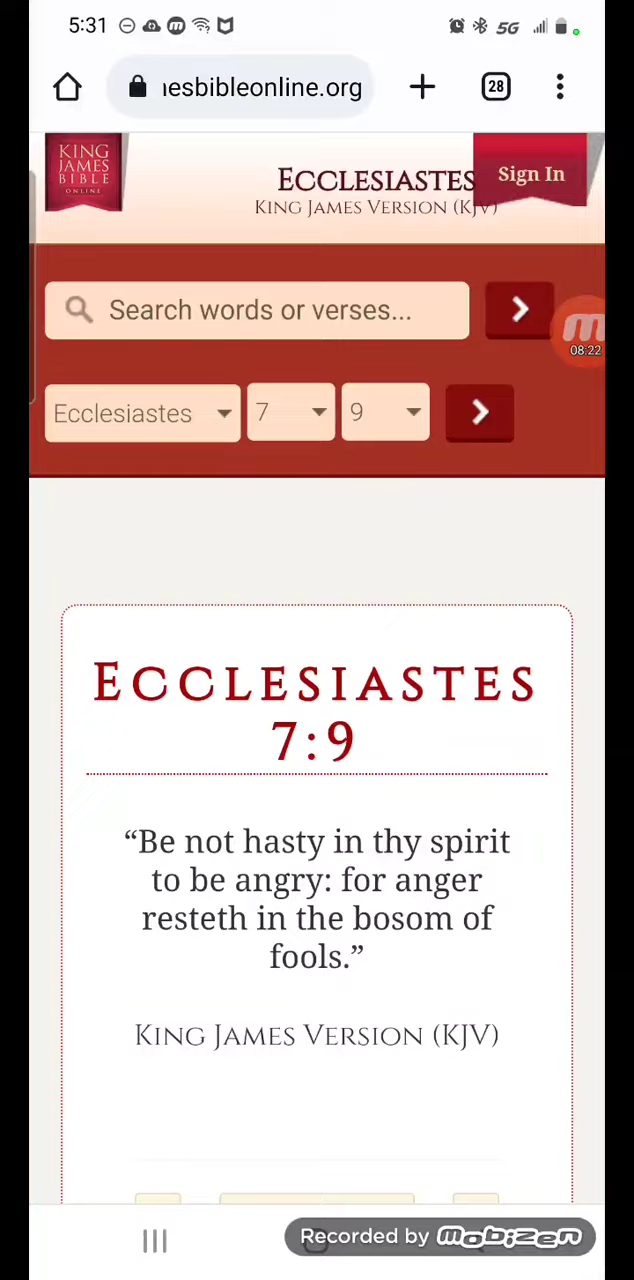 5:31
5G
nesbibleonline.org
28
KING
JAMES
BIBLE
ONLINE
ECCLESIASTES
KING JAMES VERSION (KJV)
Sign In
Search words or verses...
08:22
Ecclesiastes 7 9
ECCLESIASTES
7:9
“Be not hasty in thy spirit
to be angry: for anger
resteth in the bosom of
fools.”
KING JAMES VERSION (KJV)
Recorded by mobizen